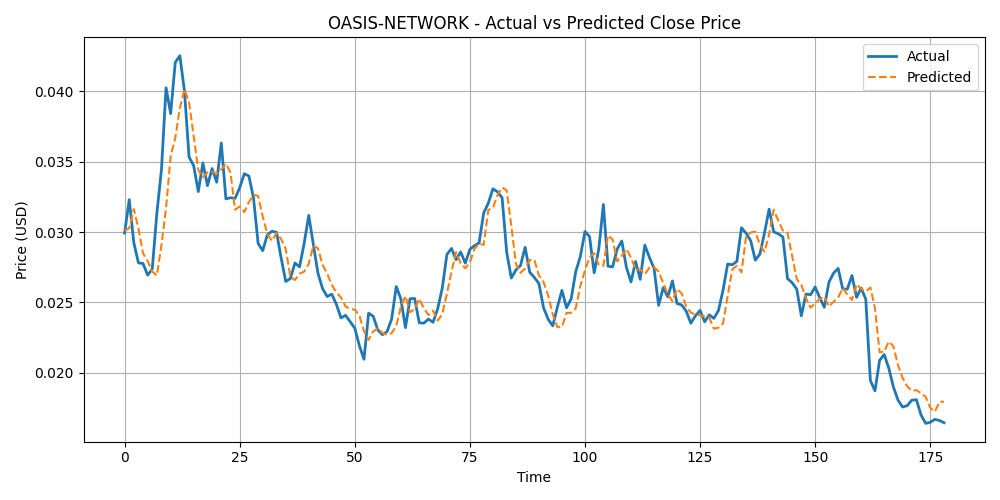 OASIS-NETWORK - Actual vs Predicted Close Price
Actual
Predicted
Price (USD)
0.040
0.035
0.030
0.025
0.020
0
25
50
75
100
125
150
175
Time